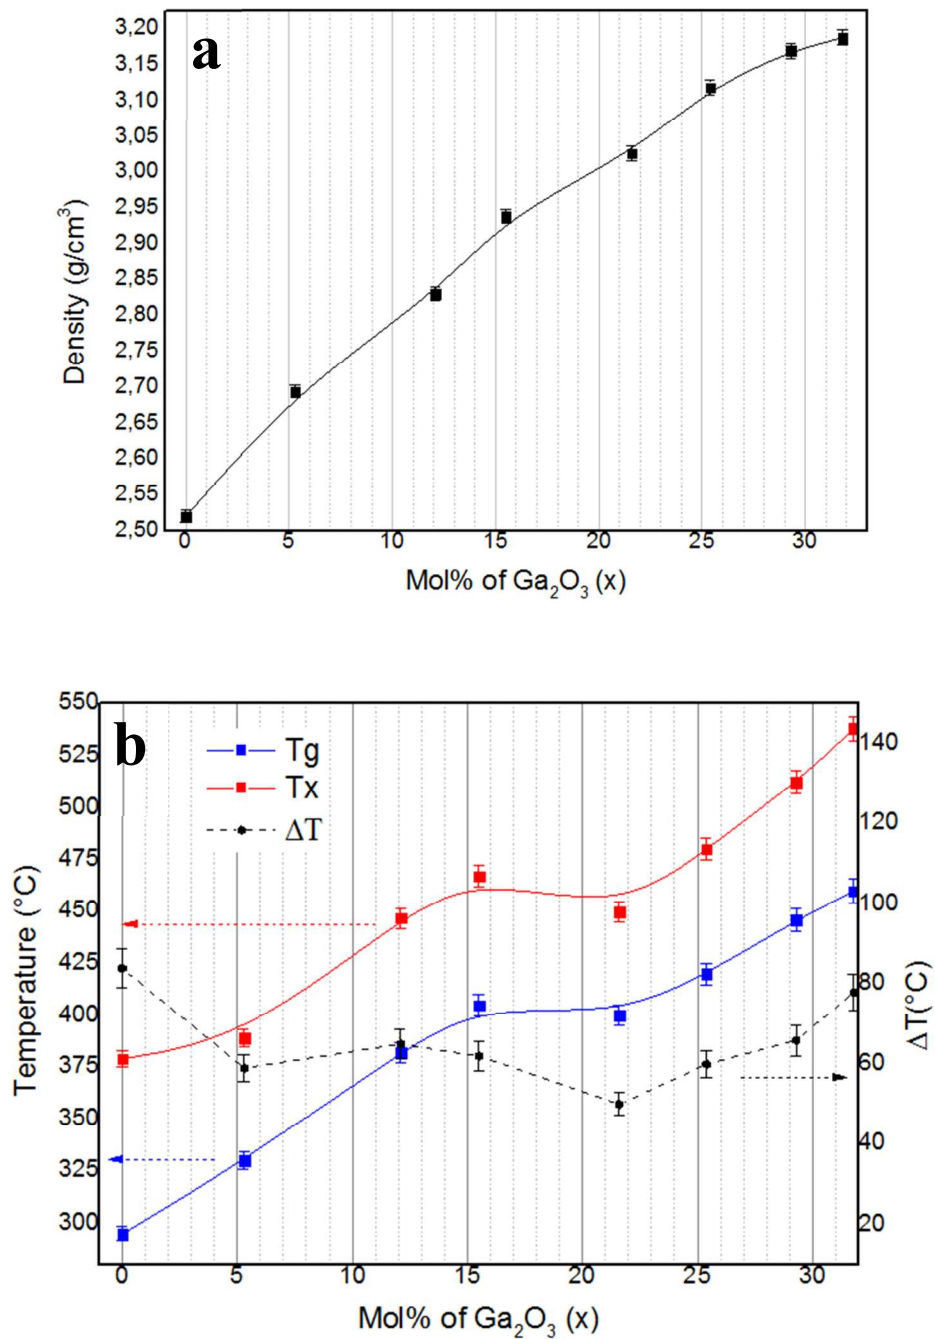 a
Density (g/cm³)
3,20
3,15
3,10
3,05
3,00
2,95
2,90
2,85
2,80
2,75
2,70
2,65
2,60
2,55
2,50
0 5 10 15 20 25 30
Mol% of Ga₂O₃ (x)
b
Tg
Tx
ΔT
Temperature (°C)
550
525
500
475
450
425
400
375
350
325
300
140
120
100
80
60
40
20
ΔT(°C)
0 5 10 15 20 25 30
Mol% of Ga₂O₃ (x)